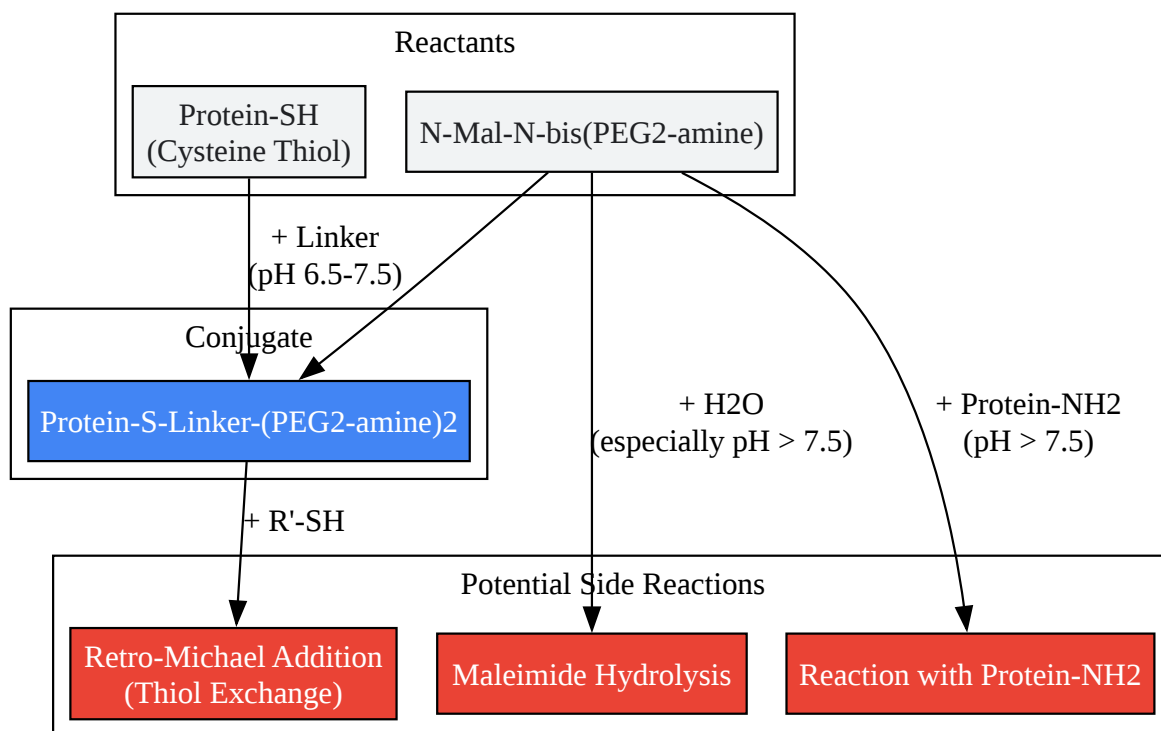 Reactants
Protein-SH
(Cysteine Thiol)
N-Mal-N-bis(PEG2-amine)
+ Linker
(pH 6.5-7.5)
Conjugate
Protein-S-Linker-(PEG2-amine)2
+ H2O
(especially pH > 7.5)
+ Protein-NH2
(pH > 7.5)
+ R'-SH
Potential Side Reactions
Retro-Michael Addition
(Thiol Exchange)
Maleimide Hydrolysis
Reaction with Protein-NH2